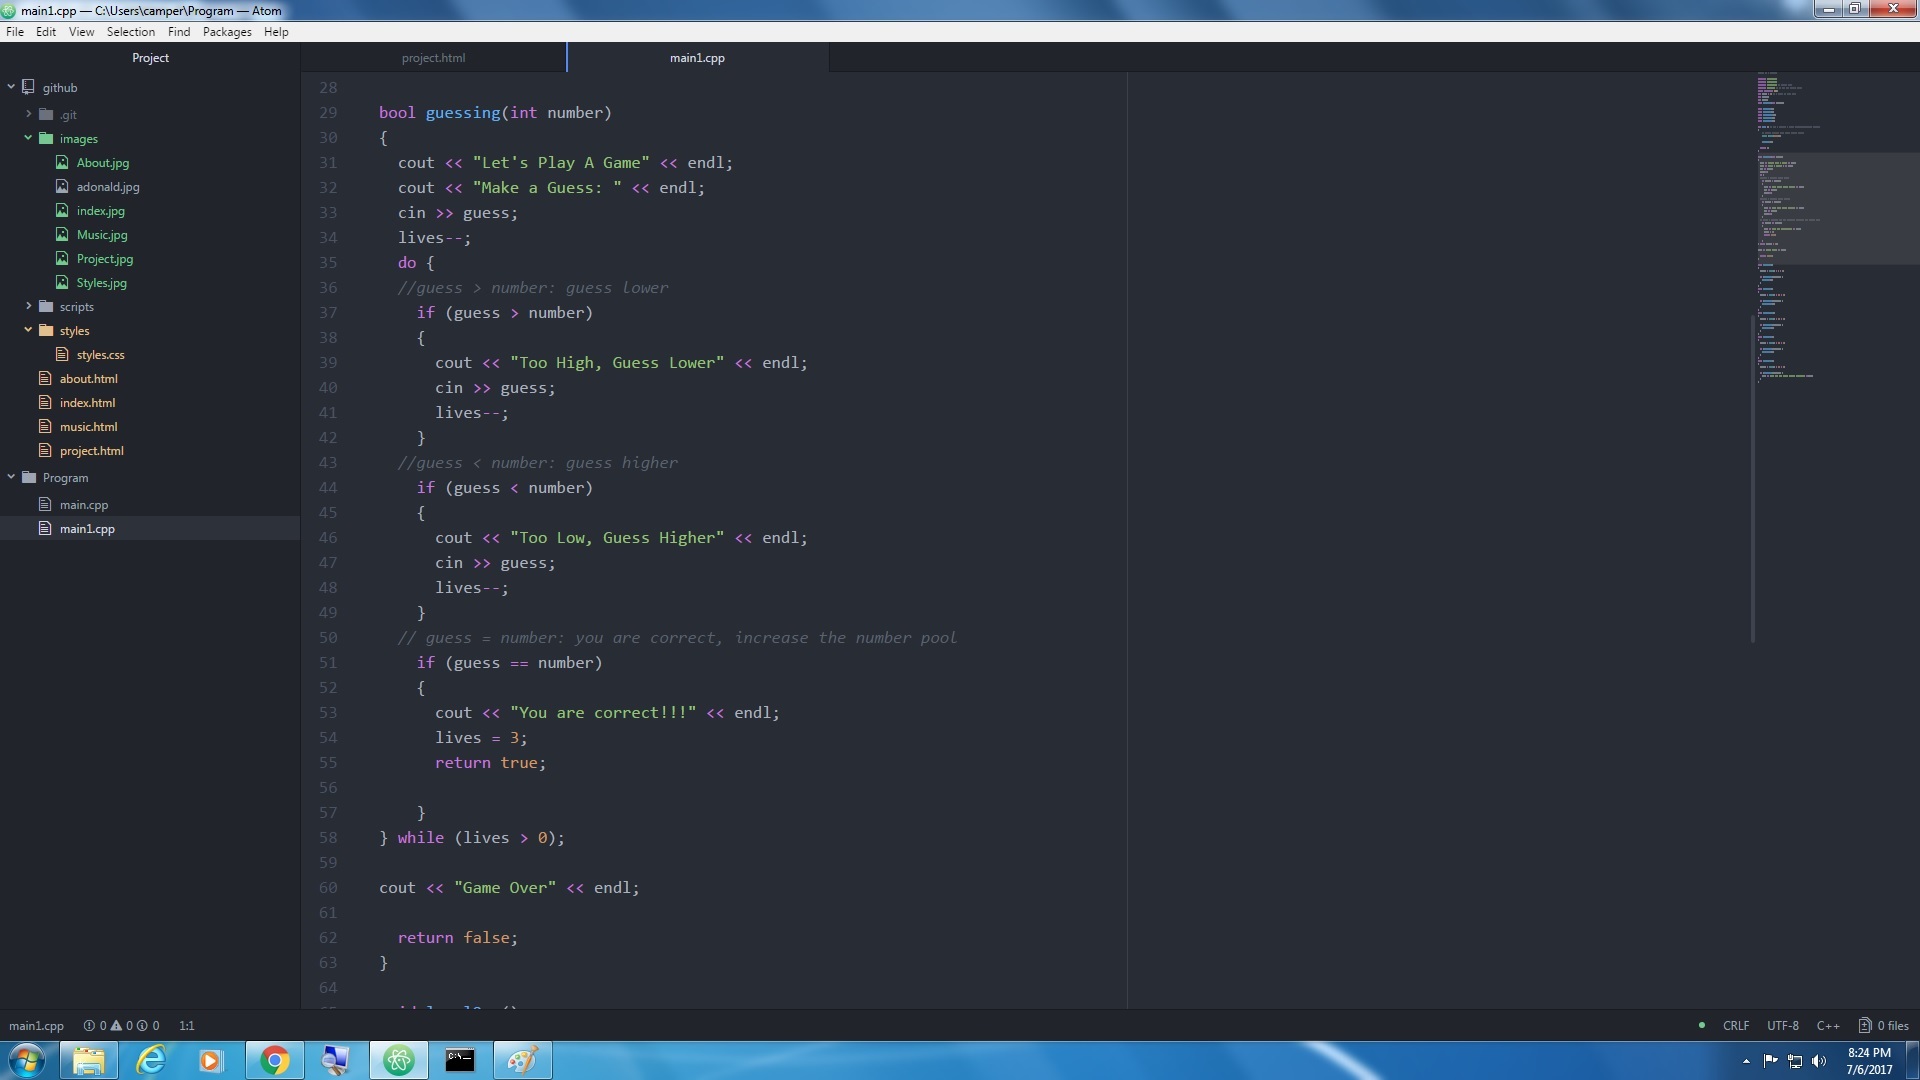 main1.cpp — C:\Users\camper\Program — Atom
File Edit View Selection Find Packages Help
Project
github
.git
images
About.jpg
adonald.jpg
index.jpg
Music.jpg
Project.jpg
Styles.jpg
scripts
styles
styles.css
about.html
index.html
music.html
project.html
Program
main.cpp
main1.cpp
project.html main1.cpp
28
29 bool guessing(int number)
30 {
31 cout << "Let's Play A Game" << endl;
32 cout << "Make a Guess: " << endl;
33 cin >> guess;
34 lives--;
35 do {
36 //guess > number: guess lower
37 if (guess > number)
38 {
39 cout << "Too High, Guess Lower" << endl;
40 cin >> guess;
41 lives--;
42 }
43 //guess < number: guess higher
44 if (guess < number)
45 {
46 cout << "Too Low, Guess Higher" << endl;
47 cin >> guess;
48 lives--;
49 }
50 // guess = number: you are correct, increase the number pool
51 if (guess == number)
52 {
53 cout << "You are correct!!!" << endl;
54 lives = 3;
55 return true;
56
57 }
58 } while (lives > 0);
59
60 cout << "Game Over" << endl;
61
62 return false;
63 }
64
main1.cpp 0 0 0 1:1 CRLF UTF-8 C++ 0 files
C:\_
8:24 PM
7/6/2017